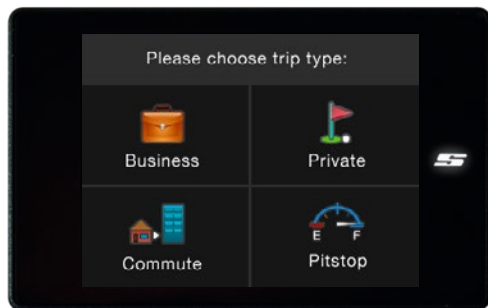 Please choose trip type:
Business
Private
Commute
E F
Pitstop